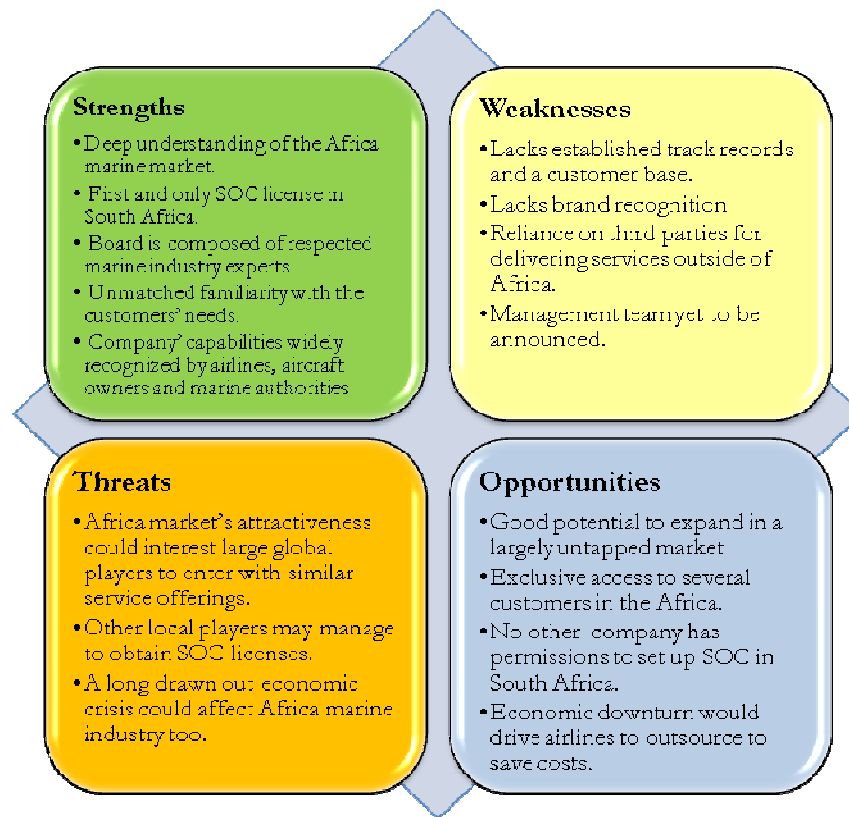 Strengths
• Deep understanding of the Africa
marine market.
• First and only SOC license in
South Africa.
• Board is composed of respected
marine industry experts
• Unmatched familiarity with the
customers' needs.
• Company' capabilities widely
recognized by airlines, aircraft
owners and marine authorities
Weaknesses
• Lacks established track records
and a customer base.
• Lacks brand recognition
• Reliance on third parties for
delivering services outside of
Africa.
• Management team yet to be
announced.
Threats
• Africa market's attractiveness
could interest large global
players to enter with similar
service offerings.
• Other local players may manage
to obtain SOC licenses.
• A long drawn out economic
crisis could affect Africa marine
industry too.
Opportunities
• Good potential to expand in a
largely untapped market
• Exclusive access to several
customers in the Africa.
• No other company has
permissions to set up SOC in
South Africa.
• Economic downturn would
drive airlines to outsource to
save costs.